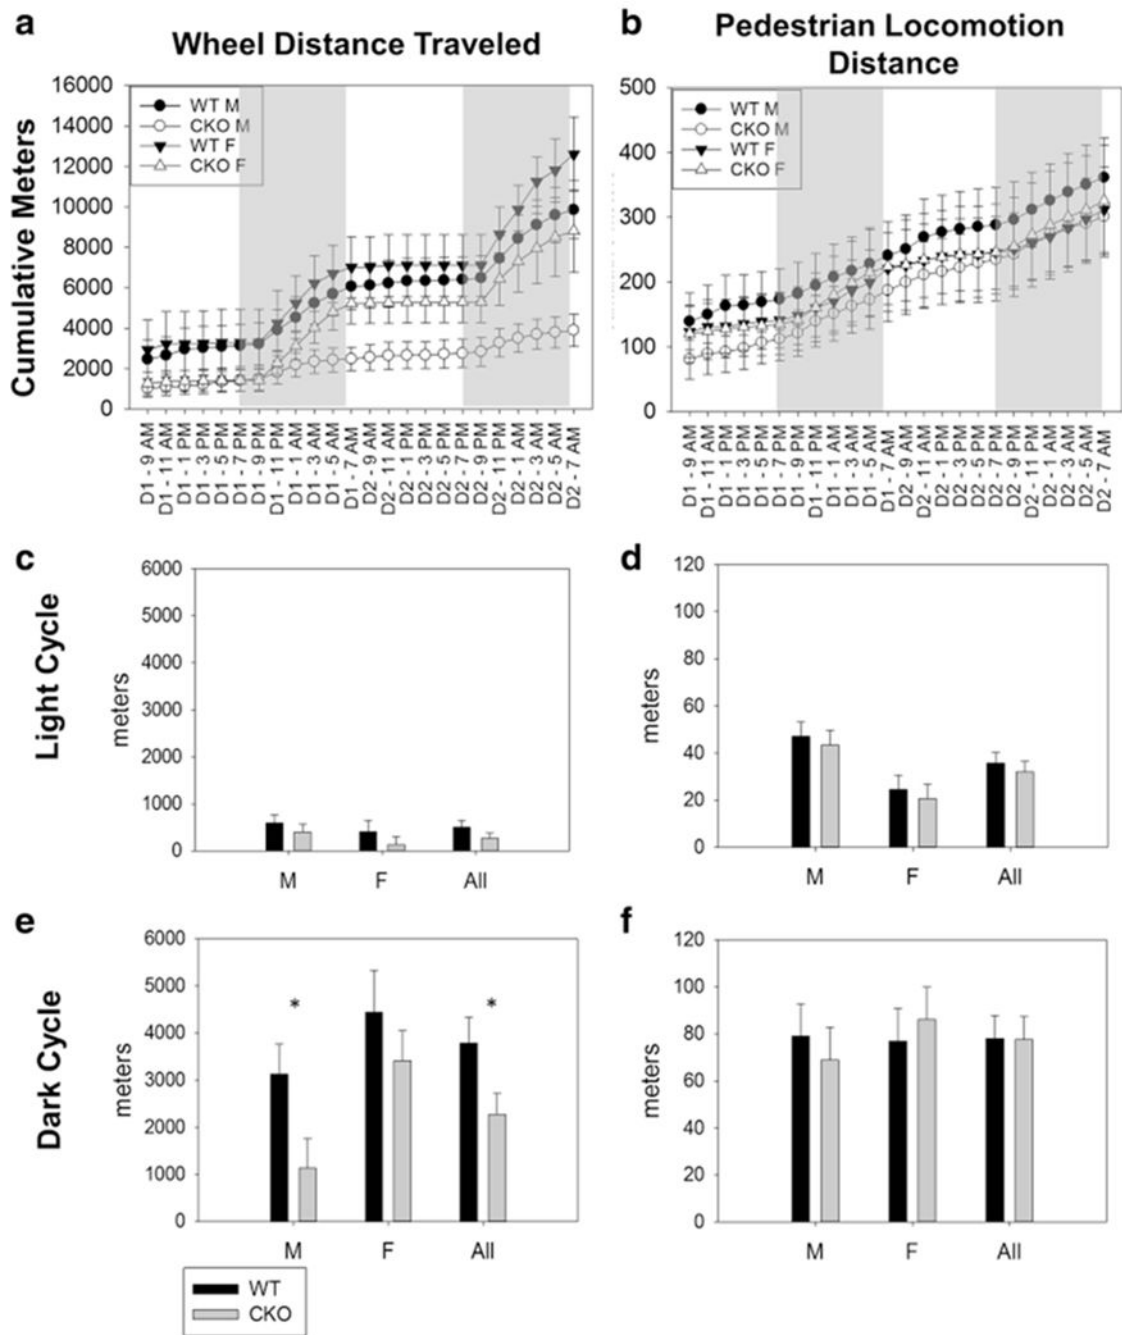 a
Wheel Distance Traveled
b
Pedestrian Locomotion
Distance
Cumulative Meters
16000
14000
12000
10000
8000
6000
4000
2000
0
WT M
CKO M
WT F
CKO F
D1 - 9 AM
D1 - 11 AM
D1 - 1 PM
D1 - 3 PM
D1 - 5 PM
D1 - 7 PM
D1 - 9 PM
D1 - 11 PM
D1 - 1 AM
D1 - 3 AM
D1 - 5 AM
D1 - 7 AM
D2 - 9 AM
D2 - 11 AM
D2 - 1 PM
D2 - 3 PM
D2 - 5 PM
D2 - 7 PM
D2 - 9 PM
D2 - 11 PM
D2 - 1 AM
D2 - 3 AM
D2 - 5 AM
D2 - 7 AM
500
400
300
200
100
0
WT M
CKO M
WT F
CKO F
D1 - 9 AM
D1 - 11 AM
D1 - 1 PM
D1 - 3 PM
D1 - 5 PM
D1 - 7 PM
D1 - 9 PM
D1 - 11 PM
D1 - 1 AM
D1 - 3 AM
D1 - 5 AM
D1 - 7 AM
D2 - 9 AM
D2 - 11 AM
D2 - 1 PM
D2 - 3 PM
D2 - 5 PM
D2 - 7 PM
D2 - 9 PM
D2 - 11 PM
D2 - 1 AM
D2 - 3 AM
D2 - 5 AM
D2 - 7 AM
c
Light Cycle
meters
6000
5000
4000
3000
2000
1000
0
M F All
d
meters
120
100
80
60
40
20
0
M F All
e
Dark Cycle
meters
6000
5000
4000
3000
2000
1000
0
* *
M F All
WT
CKO
f
meters
120
100
80
60
40
20
0
M F All